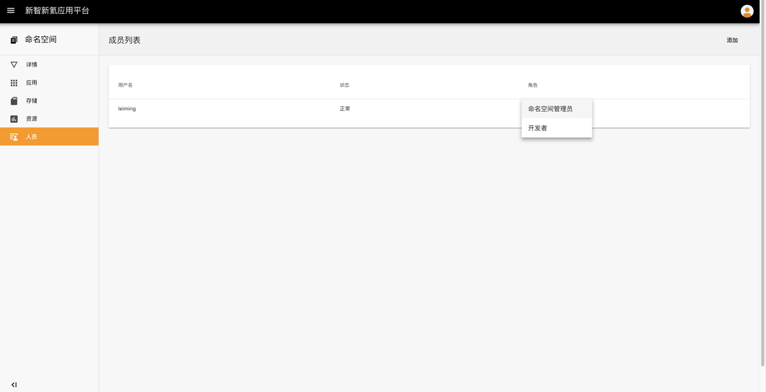 新智新氦应用平台
命名空间
成员列表
添加
详情
应用
存储
资源
人员
用户名
状态
角色
leiming
正常
命名空间管理员
开发者